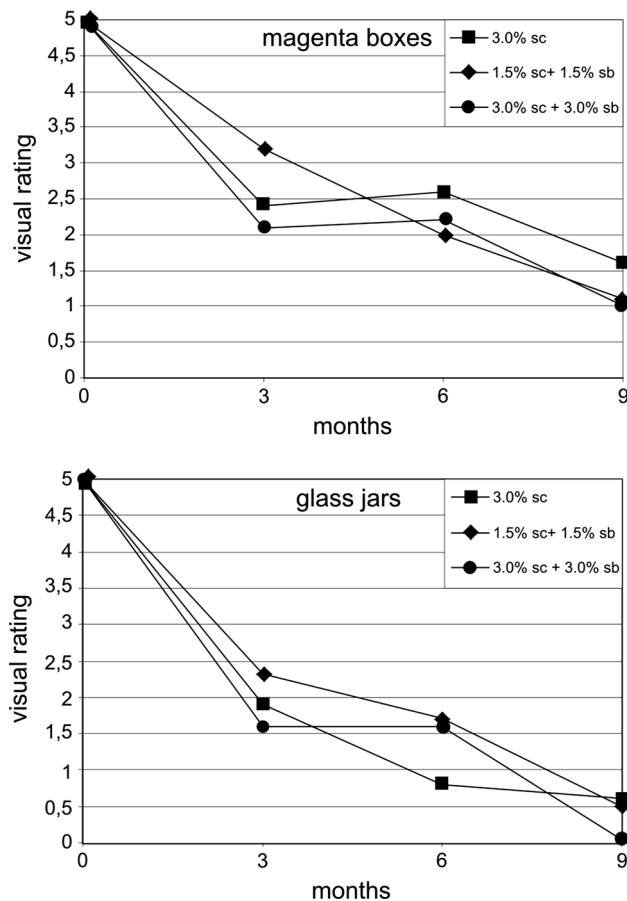 magenta boxes
3.0% sc
1.5% sc+ 1.5% sb
3.0% sc + 3.0% sb
visual rating
5
4,5
4
3,5
3
2,5
2
1,5
1
0,5
0
0 3 6 9
months
glass jars
3.0% sc
1.5% sc+ 1.5% sb
3.0% sc + 3.0% sb
visual rating
5
4,5
4
3,5
3
2,5
2
1,5
1
0,5
0
0 3 6 9
months